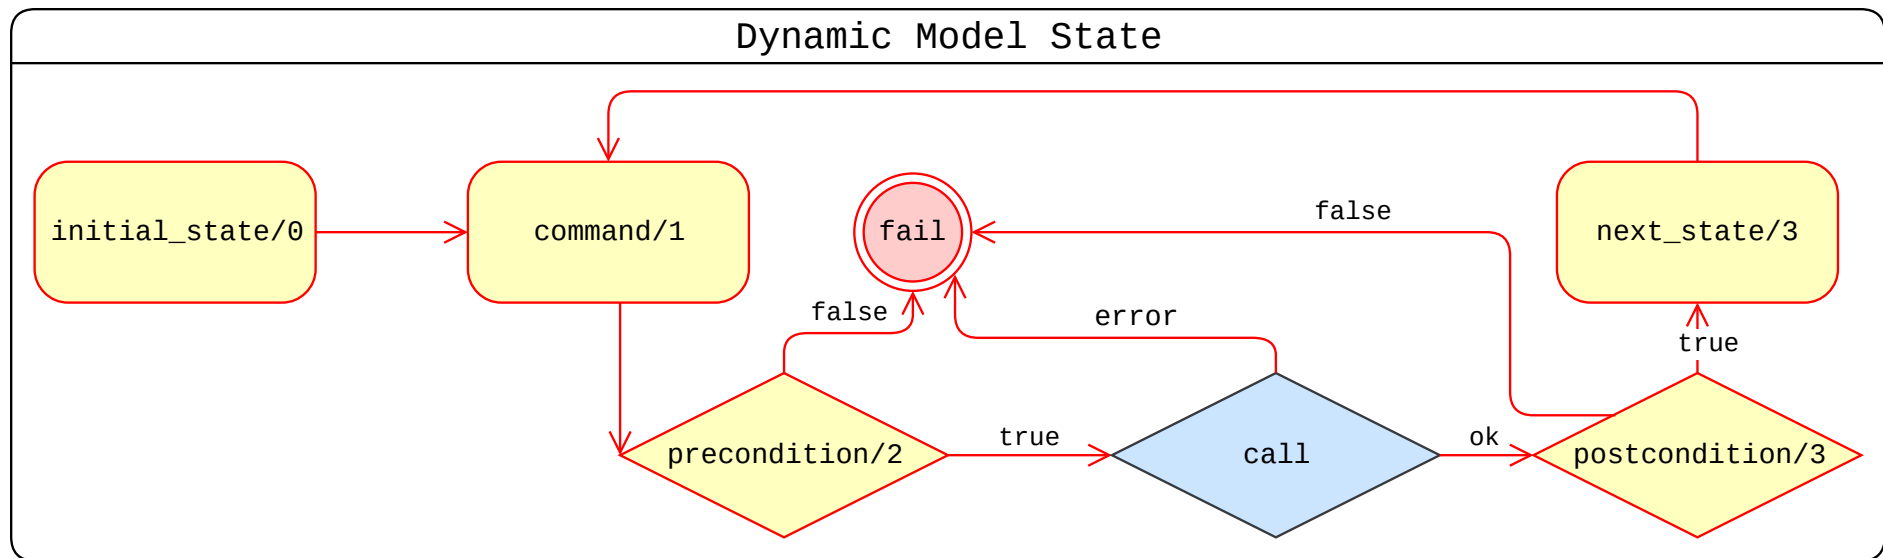 Dynamic Model State
initial_state/0
command/1
fail
false
next_state/3
false
error
true
precondition/2
true
call
ok
postcondition/3